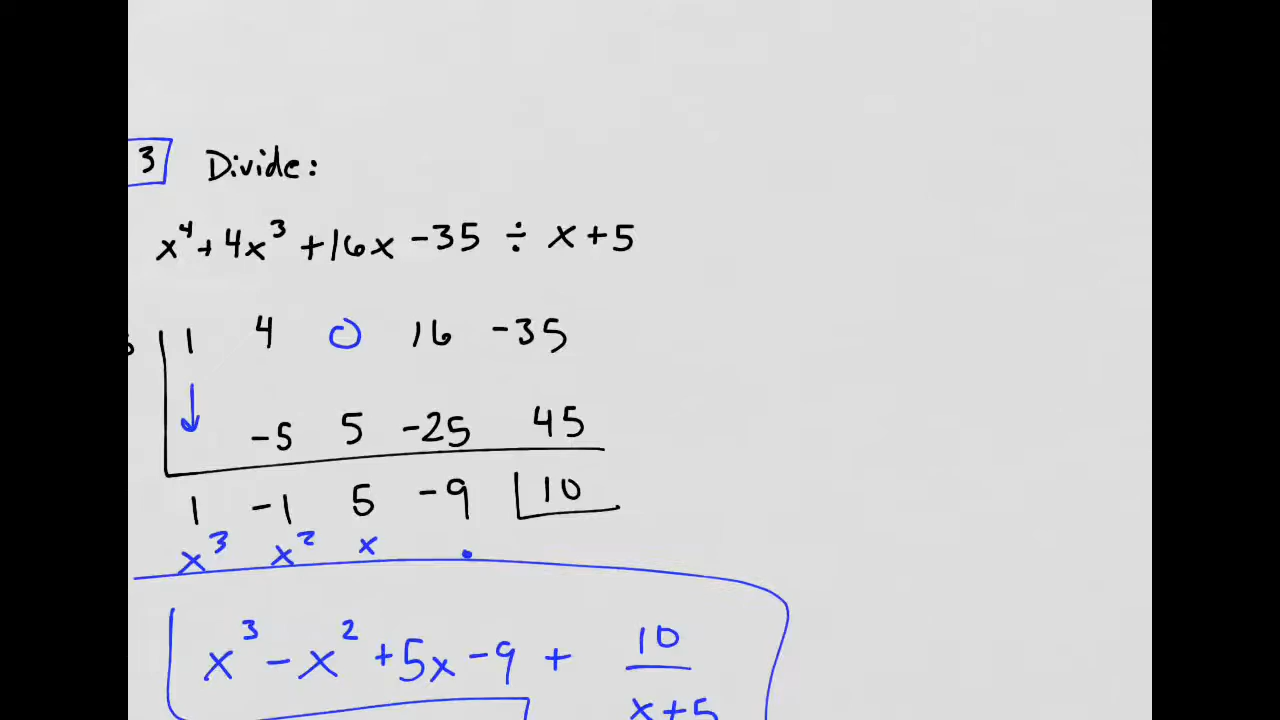 3 Divide:
x⁴ + 4x³ + 16x - 35 ÷ x + 5
1 4 0 16 -35
-5 5 -25 45
1 -1 5 -9 10
x³ x² x .
x³ - x² + 5x - 9 + 10/x+5